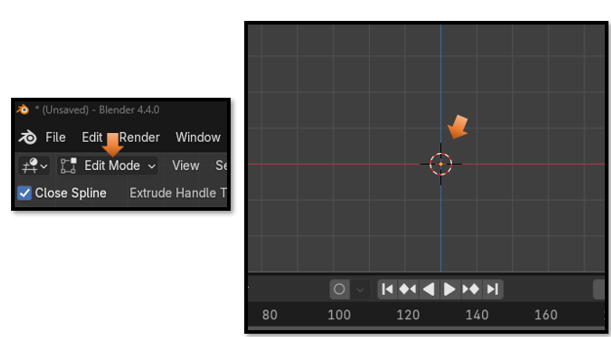 * (Unsaved) - Blender 4.4.0
File Edit Render Window
Edit Mode View Se
Close Spline Extrude Handle T
80 100 120 140 160